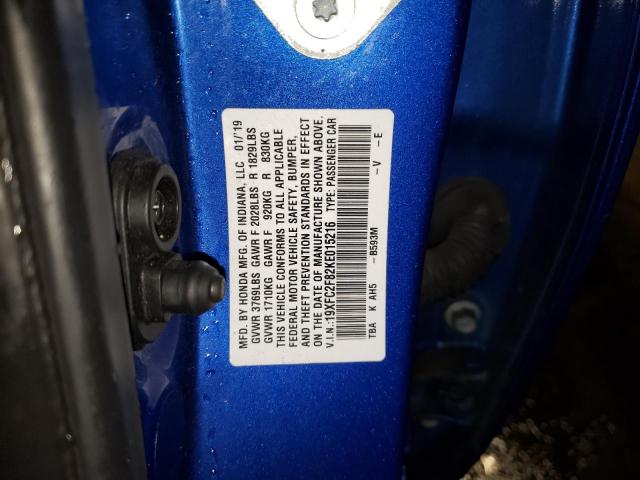 MFD. BY HONDA MFG. OF INDIANA, LLC 01/'19
GVWR 3769LBS GAWR F 2028LBS R 1829LBS
GVWR 1710KG GAWR F 920KG R 830KG
THIS VEHICLE CONFORMS TO ALL APPLICABLE
FEDERAL MOTOR VEHICLE SAFETY, BUMPER,
AND THEFT PREVENTION STANDARDS IN EFFECT
ON THE DATE OF MANUFACTURE SHOWN ABOVE.
V.I.N.:19XFC2F82KE015216 TYPE: PASSENGER CAR
TBA K AH5 -B593M -V -E